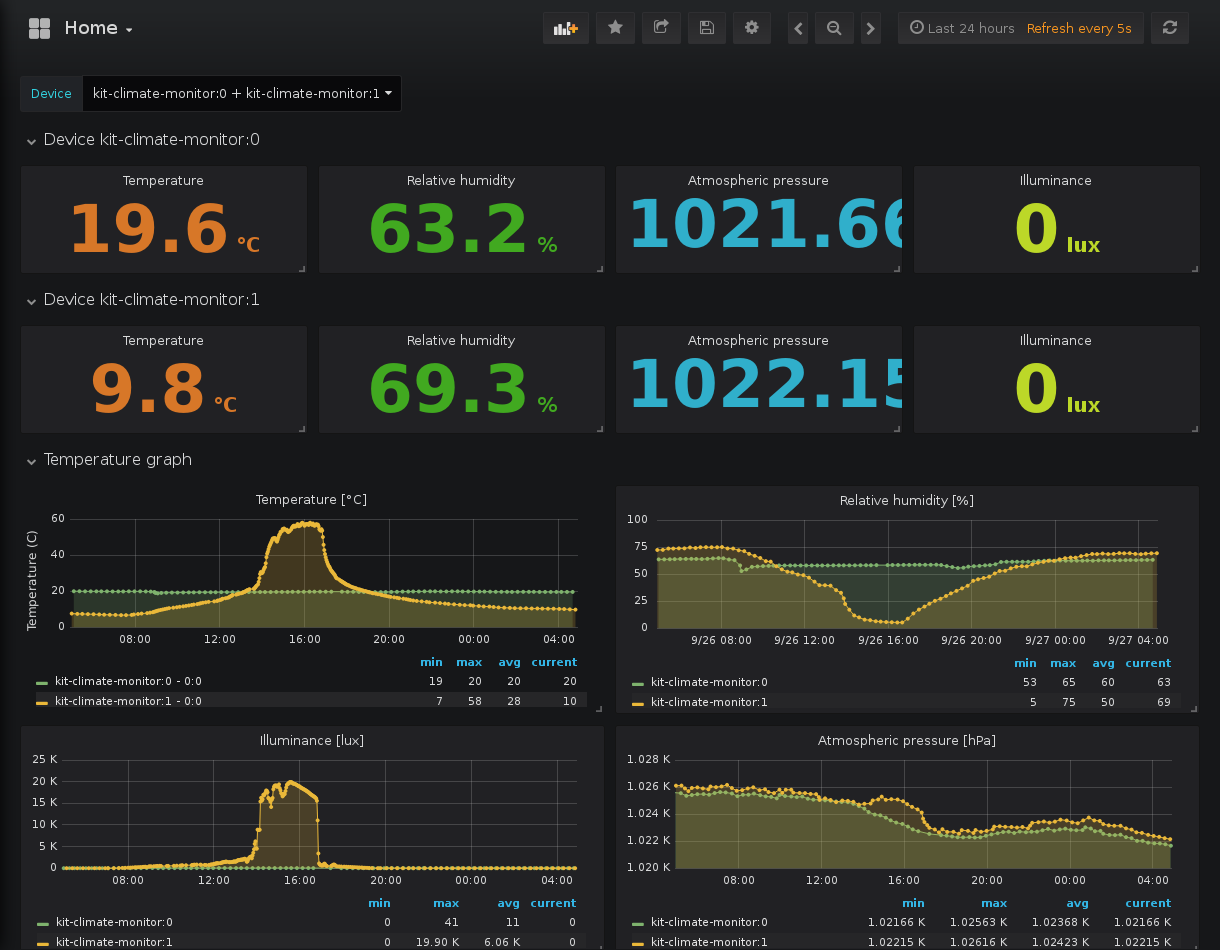 Home
Last 24 hours Refresh every 5s
Device kit-climate-monitor:0 + kit-climate-monitor:1
Device kit-climate-monitor:0
Temperature Relative humidity Atmospheric pressure Illuminance
19.6 °C 63.2 % 1021.66 0 lux
Device kit-climate-monitor:1
Temperature Relative humidity Atmospheric pressure Illuminance
9.8 °C 69.3 % 1022.15 0 lux
Temperature graph
Temperature [°C]
Temperature (C)
60
40
20
0
08:00 12:00 16:00 20:00 00:00 04:00
min max avg current
kit-climate-monitor:0 - 0:0 19 20 20 20
kit-climate-monitor:1 - 0:0 7 58 28 10
Relative humidity [%]
100
75
50
25
0
9/26 08:00 9/26 12:00 9/26 16:00 9/26 20:00 9/27 00:00 9/27 04:00
min max avg current
kit-climate-monitor:0 53 65 60 63
kit-climate-monitor:1 5 75 50 69
Illuminance [lux]
25 K
20 K
15 K
10 K
5 K
0
08:00 12:00 16:00 20:00 00:00 04:00
min max avg current
kit-climate-monitor:0 0 41 11 0
kit-climate-monitor:1 0 19.90 K 6.06 K 0
Atmospheric pressure [hPa]
1.028 K
1.026 K
1.024 K
1.024 K
1.022 K
1.020 K
08:00 12:00 16:00 20:00 00:00 04:00
min max avg current
kit-climate-monitor:0 1.02166 K 1.02563 K 1.02368 K 1.02166 K
kit-climate-monitor:1 1.02215 K 1.02616 K 1.02423 K 1.02215 K